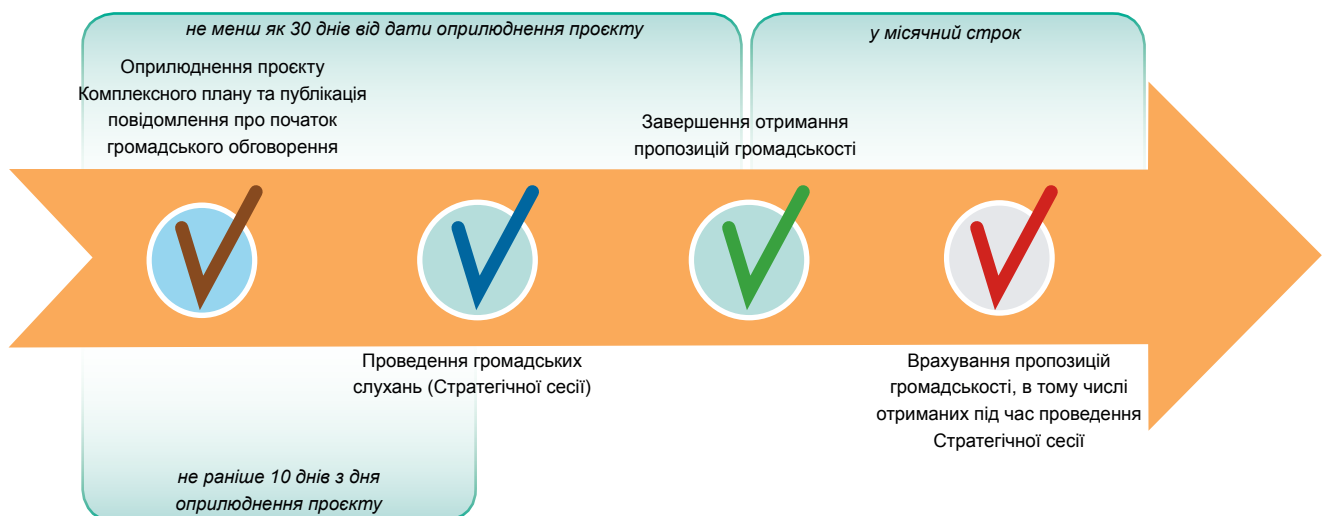 не менш як 30 днів від дати оприлюднення проєкту
у місячний строк
Оприлюднення проєкту
Комплексного плану та публікація
повідомлення про початок
громадського обговорення
Завершення отримання
пропозицій громадськості
Проведення громадських
слухань (Стратегічної сесії)
Врахування пропозицій
громадськості, в тому числі
отриманих під час проведення
Стратегічної сесії
не раніше 10 днів з дня
оприлюднення проєкту